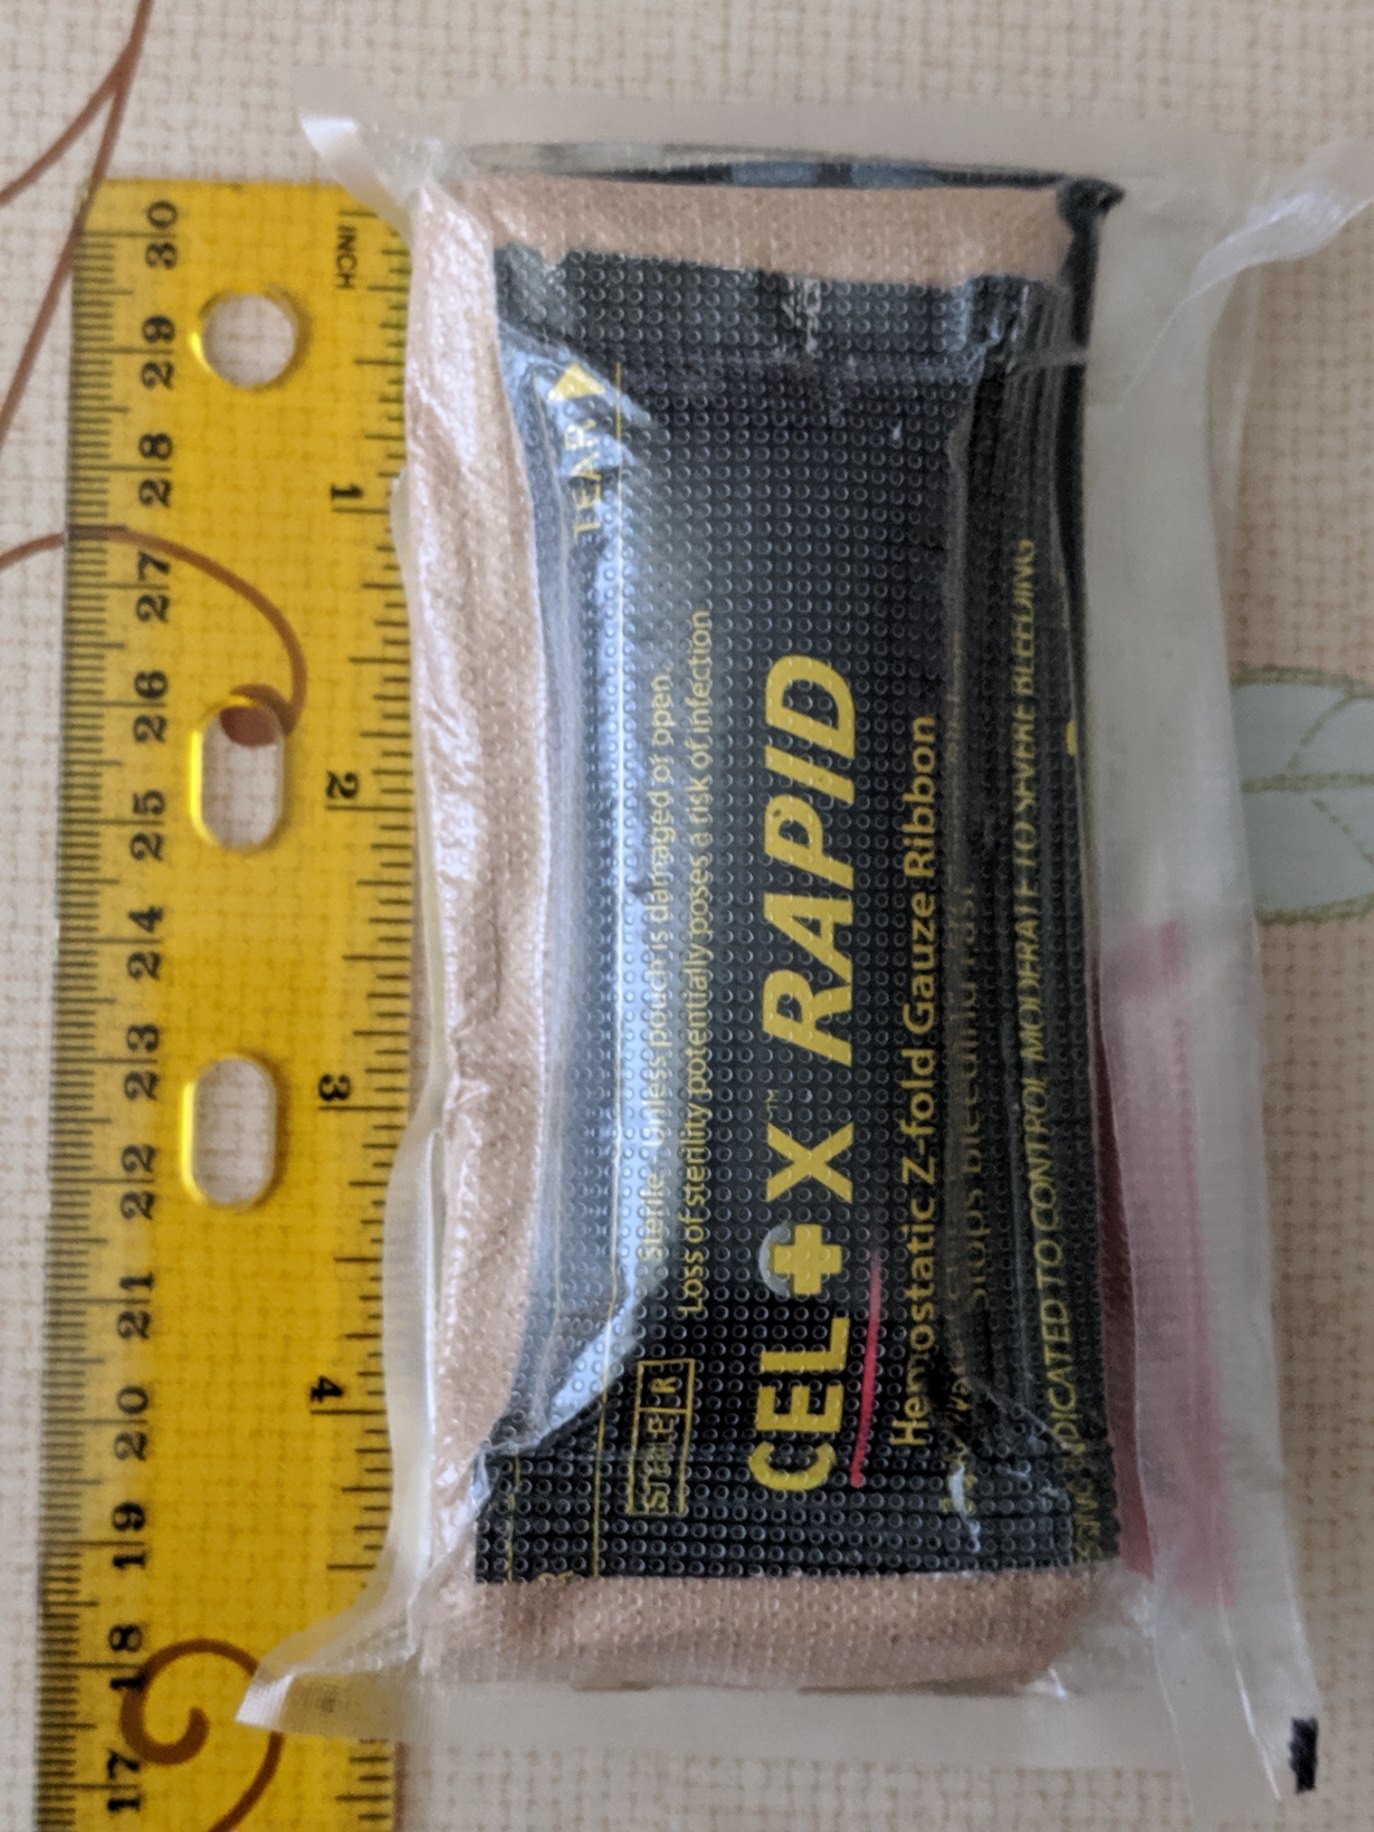 TEAR
Sterile - Unless pouch is damaged or open.
Loss of sterility potentially poses a risk of infection
STERILE R
CEL+X™ RAPID
Hemostatic Z-fold Gauze Ribbon
Stops Bleeding Fast
INDICATED TO CONTROL MODERATE TO SEVERE BLEEDING
30 29 28 27 26 25 24 23 22 21 20 19 18 17
INCH 1 2 3 4